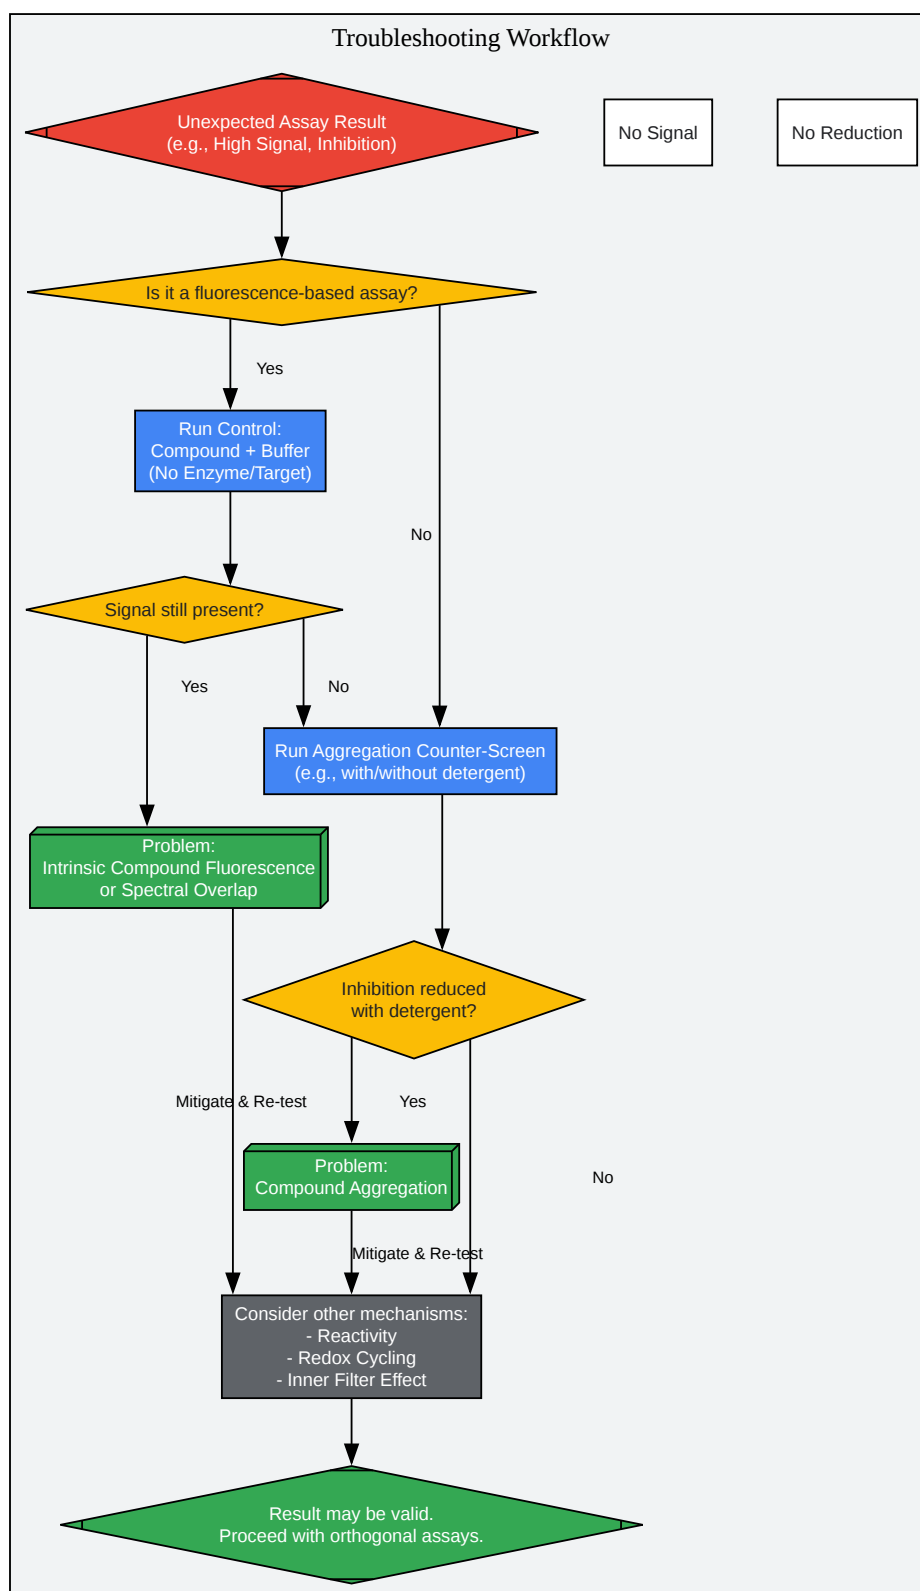 Troubleshooting Workflow
Unexpected Assay Result
(e.g., High Signal, Inhibition)
No Signal
No Reduction
Is it a fluorescence-based assay?
Yes
Run Control:
Compound + Buffer
(No Enzyme/Target)
No
Signal still present?
Yes
No
Run Aggregation Counter-Screen
(e.g., with/without detergent)
Problem:
Intrinsic Compound Fluorescence
or Spectral Overlap
Inhibition reduced
with detergent?
Mitigate & Re-test
Yes
Problem:
Compound Aggregation
No
Mitigate & Re-test
Consider other mechanisms:
- Reactivity
- Redox Cycling
- Inner Filter Effect
Result may be valid.
Proceed with orthogonal assays.